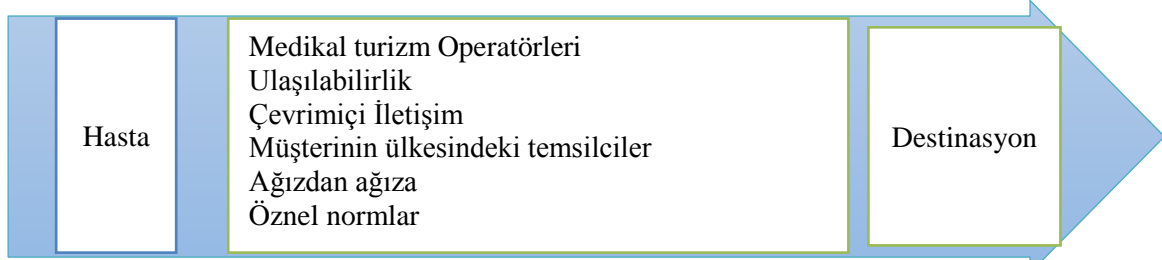 Hasta
Medikal turizm Operatörleri
Ulaşılabilirlik
Çevrimiçi İletişim
Müşterinin ülkesindeki temsilciler
Ağızdan ağıza
Öznel normlar
Destinasyon